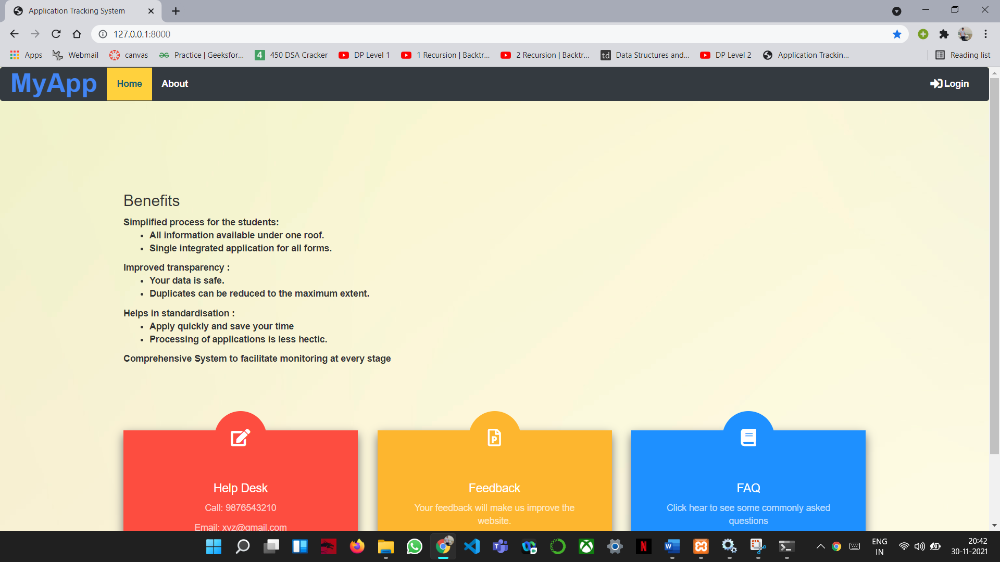 Application Tracking System
127.0.0.1:8000
Apps
Webmail
canvas
Practice | Geeksfor...
4
450 DSA Cracker
DP Level 1
1 Recursion | Backtr...
2 Recursion | Backtr...
td
Data Structures and...
DP Level 2
Application Trackin...
Reading list
MyApp
Home
About
Login
Benefits
Simplified process for the students:
• All information available under one roof.
• Single integrated application for all forms.
Improved transparency :
• Your data is safe.
• Duplicates can be reduced to the maximum extent.
Helps in standardisation :
• Apply quickly and save your time
• Processing of applications is less hectic.
Comprehensive System to facilitate monitoring at every stage
Help Desk
Call: 9876543210
Email: xyz@gmail.com
Feedback
Your feedback will make us improve the
website.
FAQ
Click hear to see some commonly asked
questions
ENG
IN
20:42
30-11-2021